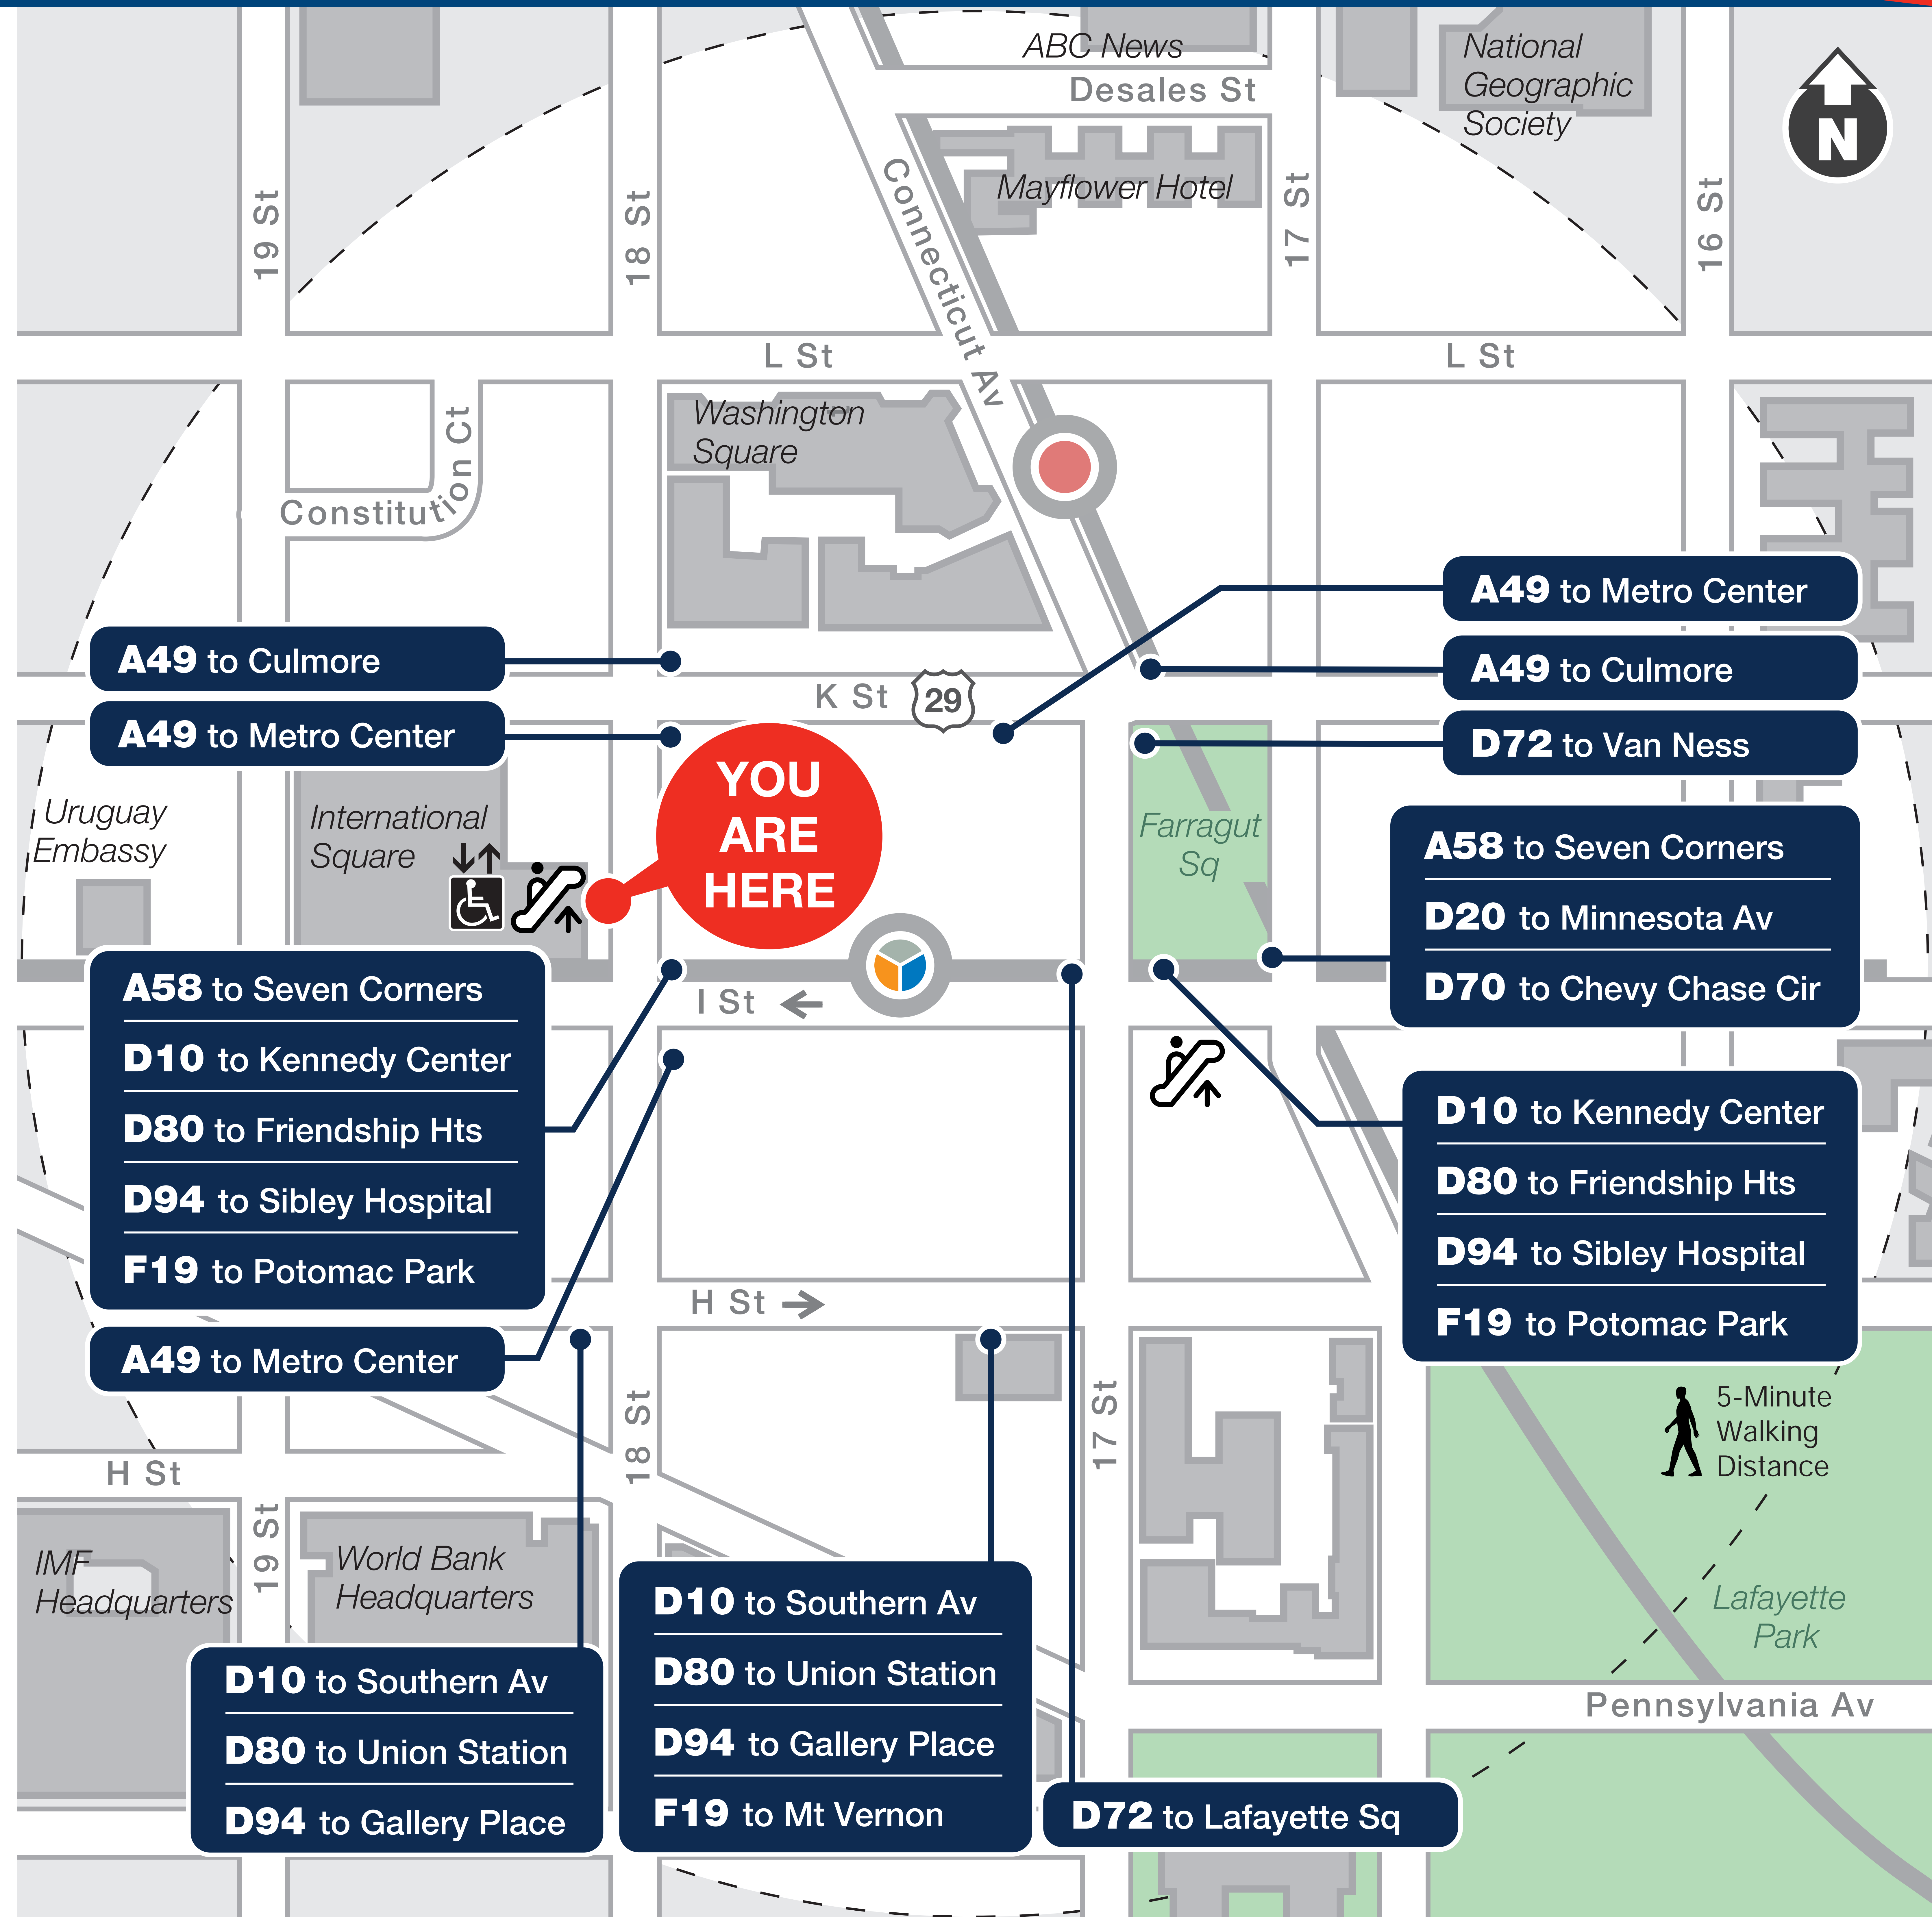 ABC News
National
Geographic
Society
N
Desales St
Mayflower Hotel
Connecticut Av
19 St
18 St
17 St
16 St
L St
L St
Washington
Square
Constitution Ct
A49 to Metro Center
A49 to Culmore
A49 to Culmore
K St
29
A49 to Metro Center
D72 to Van Ness
YOU
ARE
HERE
Uruguay
Embassy
International
Square
Farragut
Sq
A58 to Seven Corners
D20 to Minnesota Av
D70 to Chevy Chase Cir
A58 to Seven Corners
D10 to Kennedy Center
D80 to Friendship Hts
D94 to Sibley Hospital
F19 to Potomac Park
I St
D10 to Kennedy Center
D80 to Friendship Hts
D94 to Sibley Hospital
F19 to Potomac Park
H St
A49 to Metro Center
18 St
17 St
5-Minute
Walking
Distance
H St
19 St
IMF
Headquarters
World Bank
Headquarters
Lafayette
Park
D10 to Southern Av
D80 to Union Station
D94 to Gallery Place
F19 to Mt Vernon
D10 to Southern Av
D80 to Union Station
D94 to Gallery Place
Pennsylvania Av
D72 to Lafayette Sq